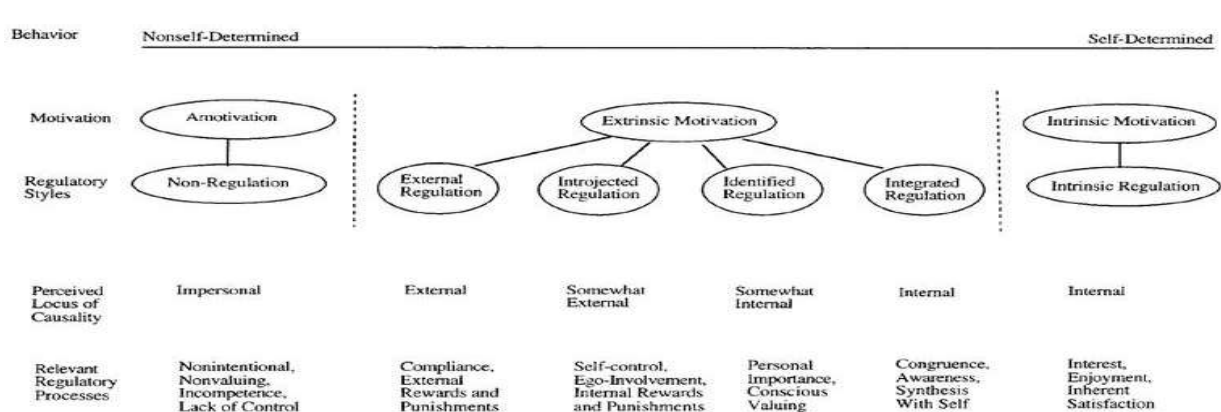 Behavior Nonself-Determined Self-Determined
Motivation Amotivation Extrinsic Motivation Intrinsic Motivation
Regulatory Styles Non-Regulation External Regulation Introjected Regulation Identified Regulation Integrated Regulation Intrinsic Regulation
Perceived Impersonal External Somewhat Somewhat Internal Internal
Locus of External Internal
Causality
Relevant Nonintentional, Compliance, Self-control, Personal Congruence, Interest,
Regulatory Nonvaluing, External Ego-Involvement, Importance, Awareness, Enjoyment,
Processes Incompetence, Rewards and Internal Rewards Conscious Synthesis Inherent
Lack of Control Punishments and Punishments Valuing With Self Satisfaction